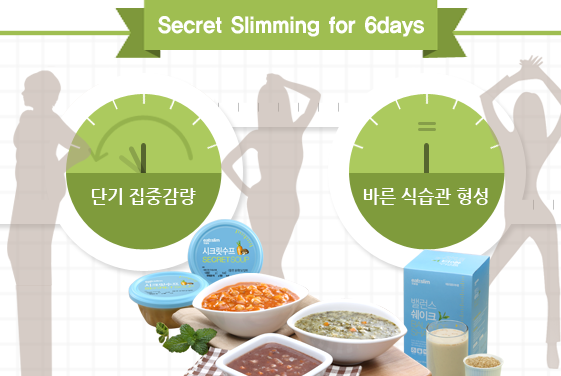 Secret Slimming for 6days
단기 집중감량
바른 식습관 형성
시크릿수프
SECRET SOUP
밸런스
쉐이크